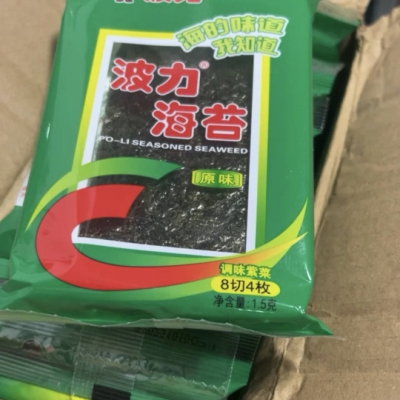 海的味道
我知道
波力®
海苔
PO-LI SEASONED SEAWEED
原味
调味紫菜
8切4枚
净含量:1.5克